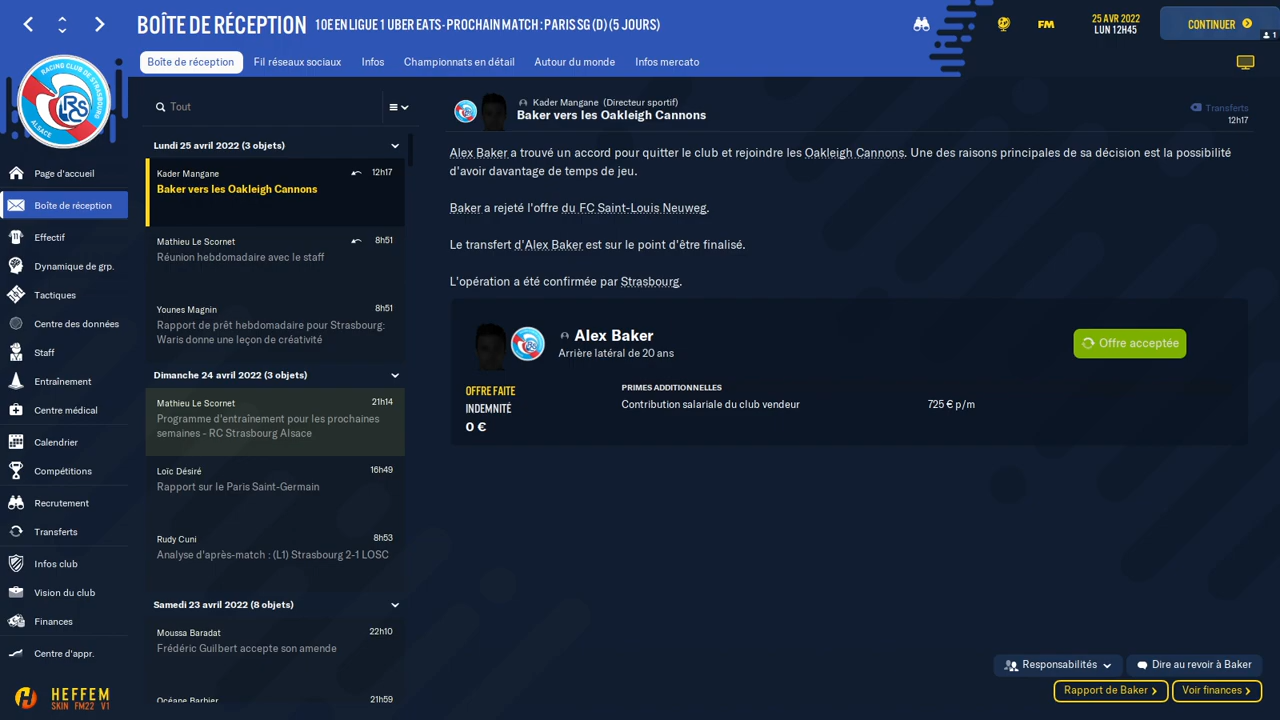 BOÎTE DE RÉCEPTION
10E EN LIGUE 1 UBER EATS - PROCHAIN MATCH : PARIS SG (D) (5 JOURS)
FM
25 AVR 2022
LUN 12H45
CONTINUER
1
Boîte de réception
Fil réseaux sociaux
Infos
Championnats en détail
Autour du monde
Infos mercato
RACING CLUB DE STRASBOURG
ALSACE
Page d'accueil
Boîte de réception
Effectif
Dynamique de grp.
Tactiques
Centre des données
Staff
Entraînement
Centre médical
Calendrier
Compétitions
Recrutement
Transferts
Infos club
Vision du club
Finances
Centre d'appr.
HEFFEM
SKIN FM22 V1
Tout
Lundi 25 avril 2022 (3 objets)
Kader Mangane 12h17
Baker vers les Oakleigh Cannons
Mathieu Le Scornet 8h51
Réunion hebdomadaire avec le staff
Younes Magnin 8h51
Rapport de prêt hebdomadaire pour Strasbourg:
Waris donne une leçon de créativité
Dimanche 24 avril 2022 (3 objets)
Mathieu Le Scornet 21h14
Programme d'entraînement pour les prochaines
semaines - RC Strasbourg Alsace
Loïc Désiré 16h49
Rapport sur le Paris Saint-Germain
Rudy Cuni 8h53
Analyse d'après-match : (L1) Strasbourg 2-1 LOSC
Samedi 23 avril 2022 (8 objets)
Moussa Baradat 22h10
Frédéric Guilbert accepte son amende
Océane Barbier 21h59
Kader Mangane (Directeur sportif)
Baker vers les Oakleigh Cannons
Transferts
12h17
Alex Baker a trouvé un accord pour quitter le club et rejoindre les Oakleigh Cannons. Une des raisons principales de sa décision est la possibilité
d'avoir davantage de temps de jeu.
Baker a rejeté l'offre du FC Saint-Louis Neuweg.
Le transfert d'Alex Baker est sur le point d'être finalisé.
L'opération a été confirmée par Strasbourg.
Alex Baker
Arrière latéral de 20 ans
Offre acceptée
OFFRE FAITE
INDEMNITÉ
0 €
PRIMES ADDITIONNELLES
Contribution salariale du club vendeur 725 € p/m
Responsabilités
Dire au revoir à Baker
Rapport de Baker
Voir finances